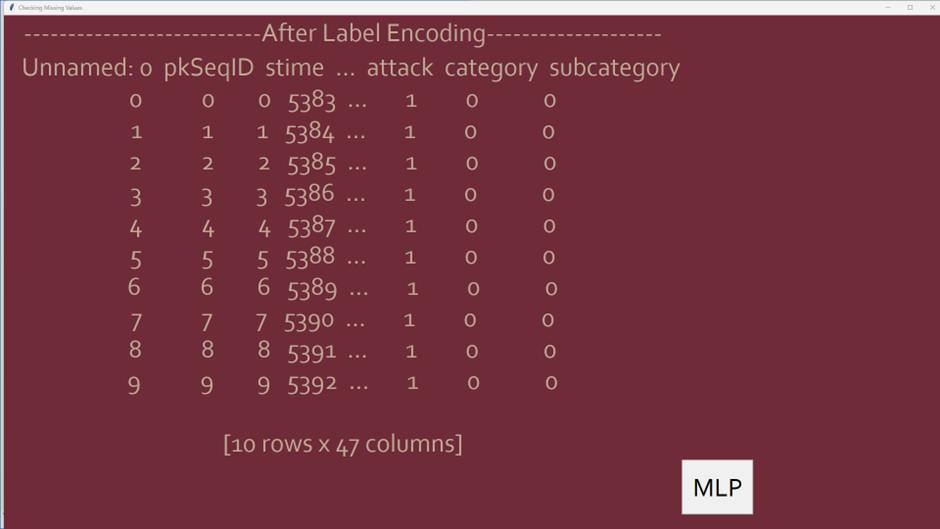 Checking Missing Values
---------------------------After Label Encoding--------------------
Unnamed: 0 pkSeqID stime ... attack category subcategory
0 0 0 5383 ... 1 0 0
1 1 1 5384 ... 1 0 0
2 2 2 5385 ... 1 0 0
3 3 3 5386 ... 1 0 0
4 4 4 5387 ... 1 0 0
5 5 5 5388 ... 1 0 0
6 6 6 5389 ... 1 0 0
7 7 7 5390 ... 1 0 0
8 8 8 5391 ... 1 0 0
9 9 9 5392 ... 1 0 0
[10 rows x 47 columns]
MLP